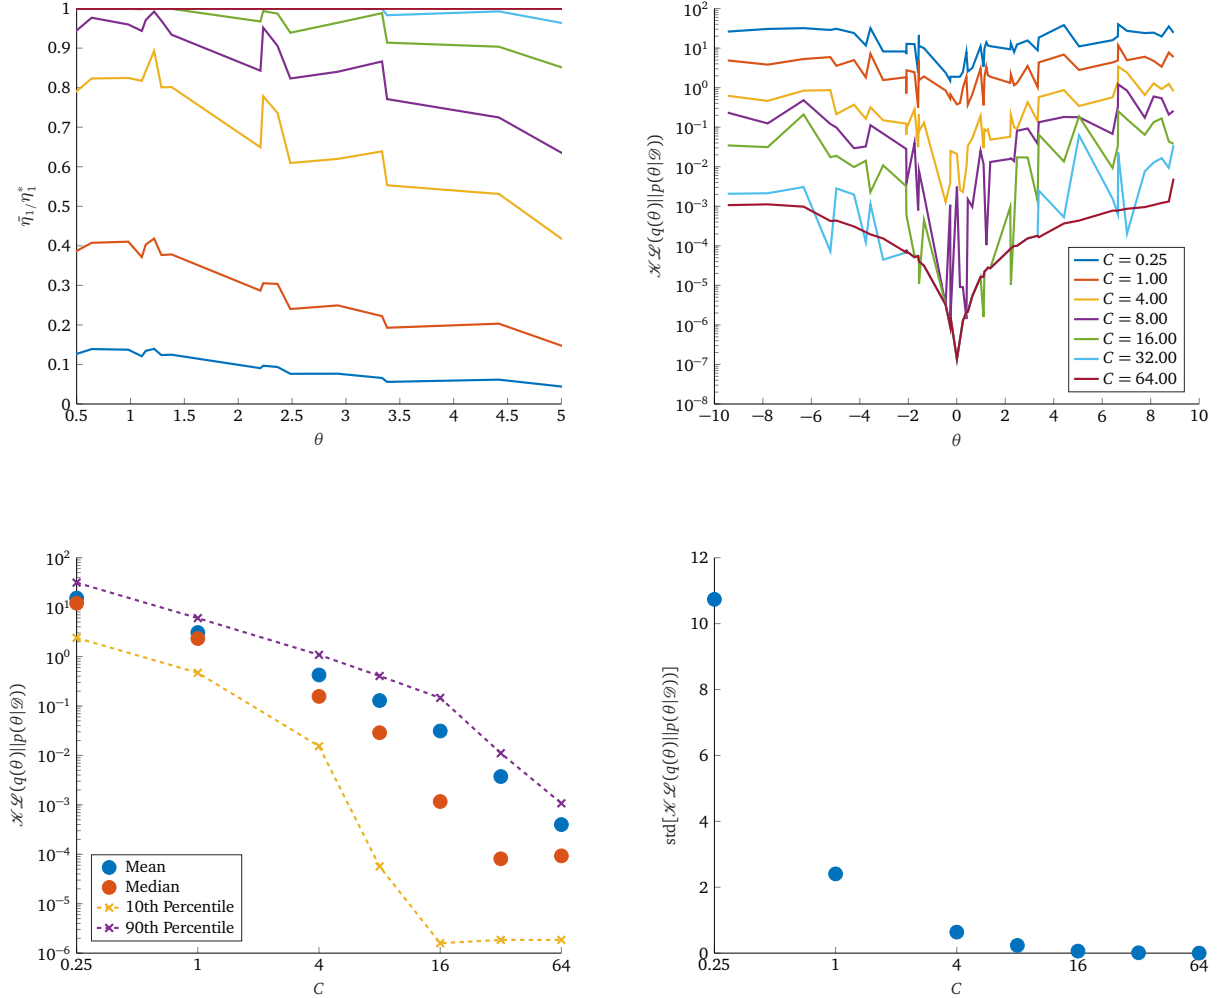 1
0.9
0.8
0.7
0.6
0.5
0.4
0.3
0.2
0.1
0
0.5 1 1.5 2 2.5 3 3.5 4 4.5 5
θ
η̃₁/η₁*
10²
10¹
10⁰
10⁻¹
10⁻²
10⁻³
10⁻⁴
10⁻⁵
10⁻⁶
10⁻⁷
10⁻⁸
−10 −8 −6 −4 −2 0 2 4 6 8 10
θ
𝒦ℒ(q(θ)||p(θ|𝒟))
C = 0.25
C = 1.00
C = 4.00
C = 8.00
C = 16.00
C = 32.00
C = 64.00
10²
10¹
10⁰
10⁻¹
10⁻²
10⁻³
10⁻⁴
10⁻⁵
10⁻⁶
0.25 1 4 16 64
C
𝒦ℒ(q(θ)||p(θ|𝒟))
Mean
Median
10th Percentile
90th Percentile
12
10
8
6
4
2
0
0.25 1 4 16 64
C
std[𝒦ℒ(q(θ)||p(θ|𝒟))]